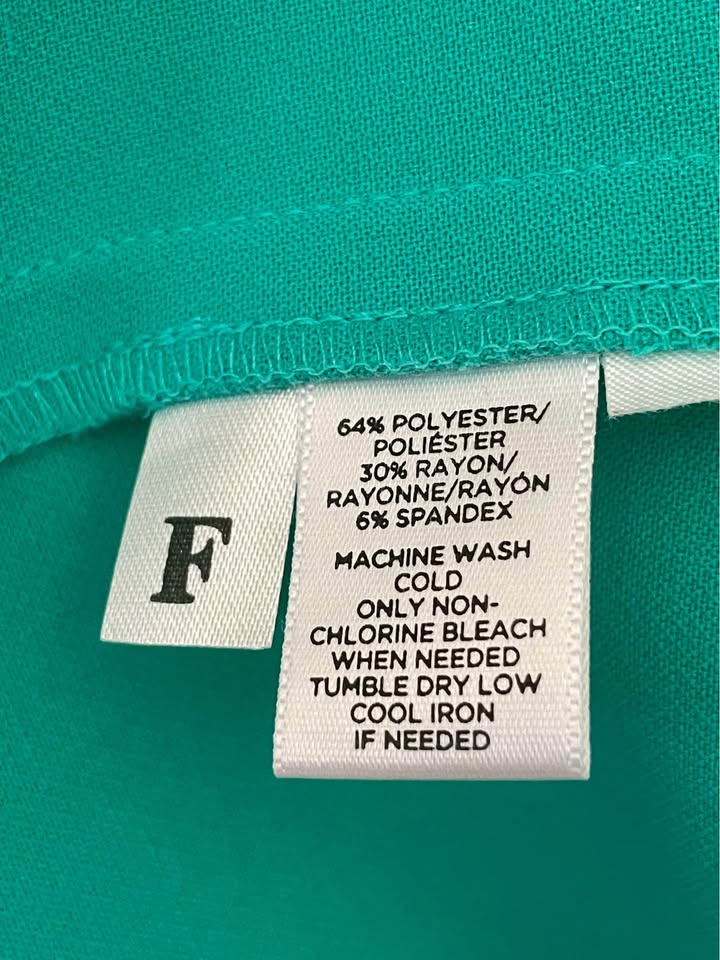 F
64% POLYESTER/
POLIÉSTER
30% RAYON/
RAYONNE/RAYÓN
6% SPANDEX
MACHINE WASH
COLD
ONLY NON-
CHLORINE BLEACH
WHEN NEEDED
TUMBLE DRY LOW
COOL IRON
IF NEEDED